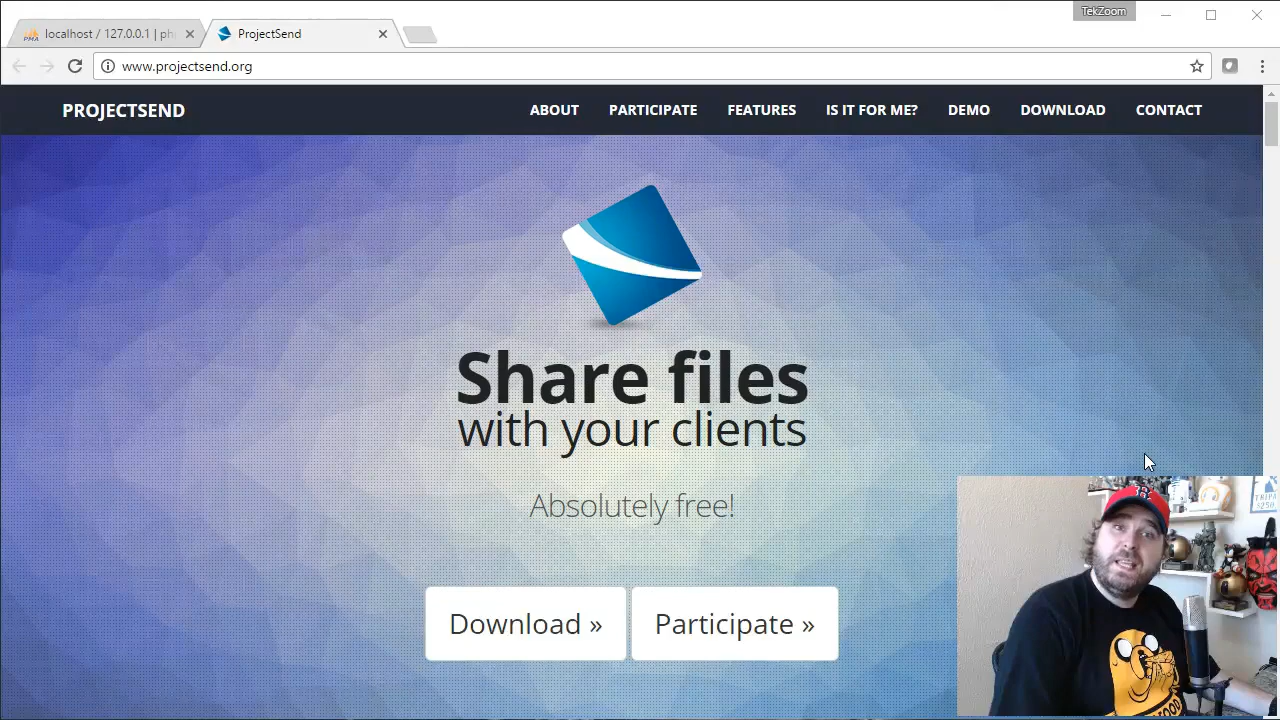 TekZoom
localhost / 127.0.0.1 | ph
ProjectSend
www.projectsend.org
PROJECTSEND
ABOUT
PARTICIPATE
FEATURES
IS IT FOR ME?
DEMO
DOWNLOAD
CONTACT
Share files
with your clients
Absolutely free!
Download »
Participate »